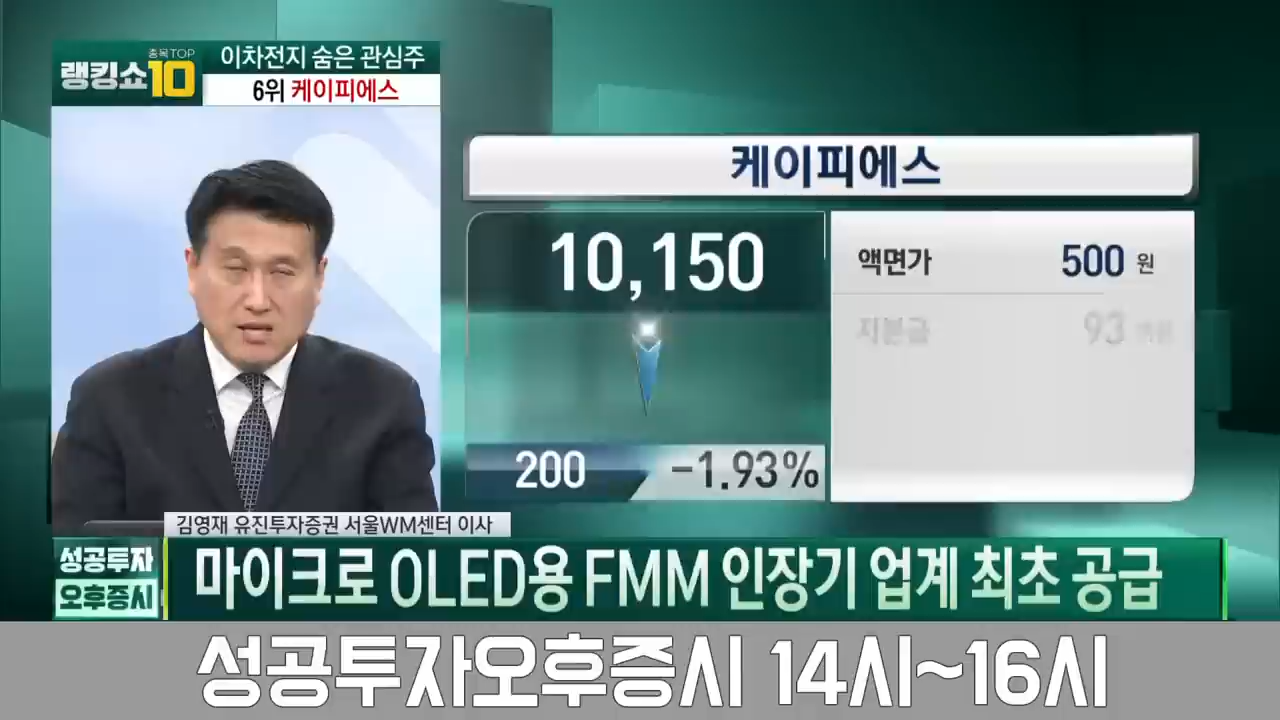 랭킹쇼 종목TOP 10
이차전지 숨은 관심주
6위 케이피에스
케이피에스
10,150
액면가 500 원
자본금 93
200 -1.93%
김영재 유진투자증권 서울WM센터 이사
성공투자
오후증시
마이크로 OLED용 FMM 인장기 업계 최초 공급
성공투자오후증시 14시~16시